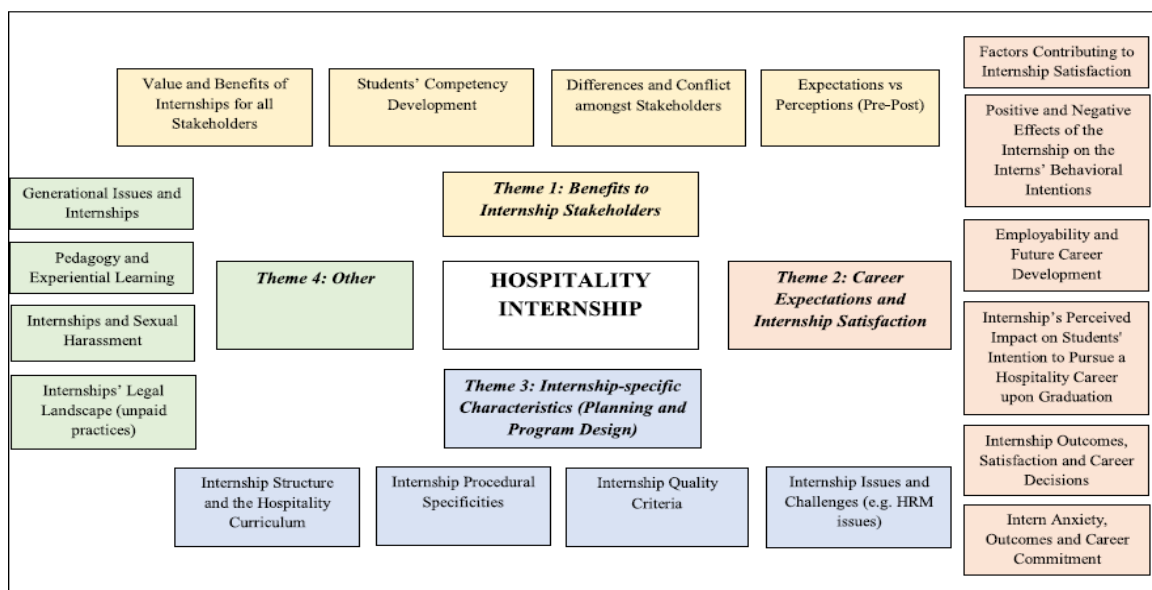 Value and Benefits of
Internships for all
Stakeholders
Students' Competency
Development
Differences and Conflict
amongst Stakeholders
Expectations vs
Perceptions (Pre-Post)
Factors Contributing to
Internship Satisfaction
Positive and Negative
Effects of the
Internship on the
Interns' Behavioral
Intentions
Employability and
Future Career
Development
Internship's Perceived
Impact on Students'
Intention to Pursue a
Hospitality Career
upon Graduation
Internship Outcomes,
Satisfaction and Career
Decisions
Intern Anxiety,
Outcomes and Career
Commitment
Generational Issues and
Internships
Pedagogy and
Experiential Learning
Internships and Sexual
Harassment
Internships' Legal
Landscape (unpaid
practices)
Theme 1: Benefits to
Internship Stakeholders
Theme 4: Other
HOSPITALITY
INTERNSHIP
Theme 2: Career
Expectations and
Internship Satisfaction
Theme 3: Internship-specific
Characteristics (Planning and
Program Design)
Internship Structure
and the Hospitality
Curriculum
Internship Procedural
Specificities
Internship Quality
Criteria
Internship Issues and
Challenges (e.g. HRM
issues)